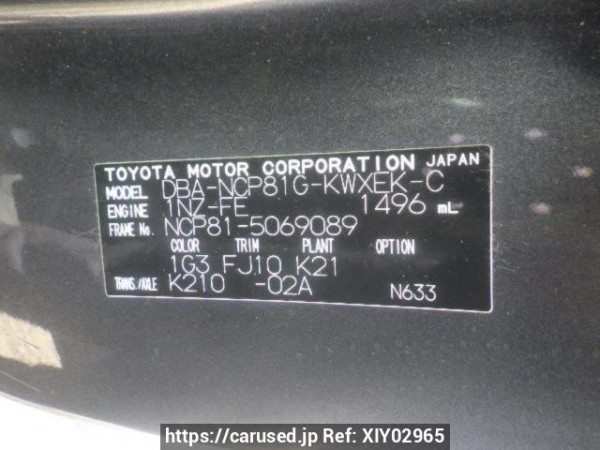 TOYOTA MOTOR CORPORATION JAPAN
MODEL DBA-NCP81G-KWXEK-C
ENGINE 1NZ-FE 1496 mL
FRAME No. NCP81-5069089
COLOR TRIM PLANT OPTION
1G3 FJ10 K21
TRANS./AXLE K210 -02A N633
https://carused.jp Ref: XIY02965